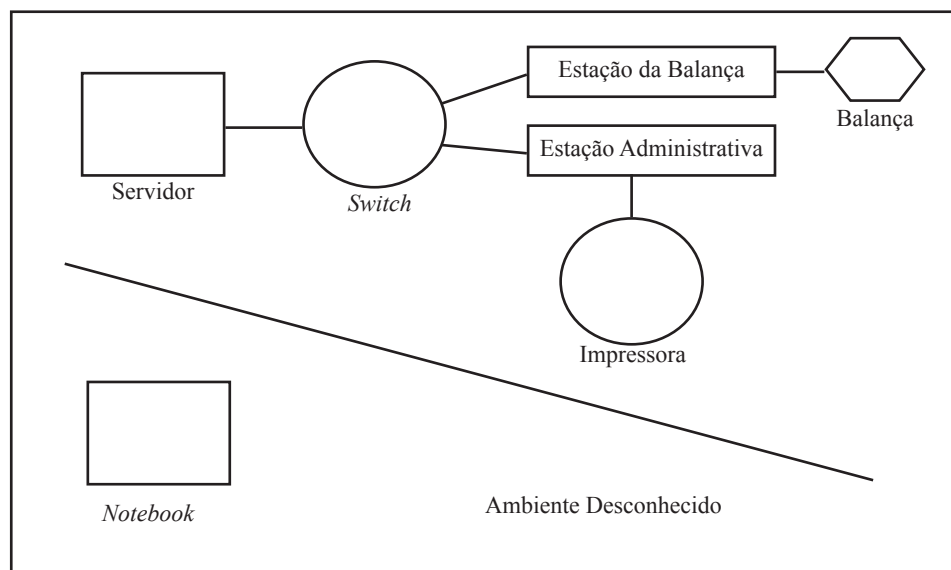 Estação da Balança
Balança
Estação Administrativa
Servidor
Switch
Impressora
Notebook
Ambiente Desconhecido